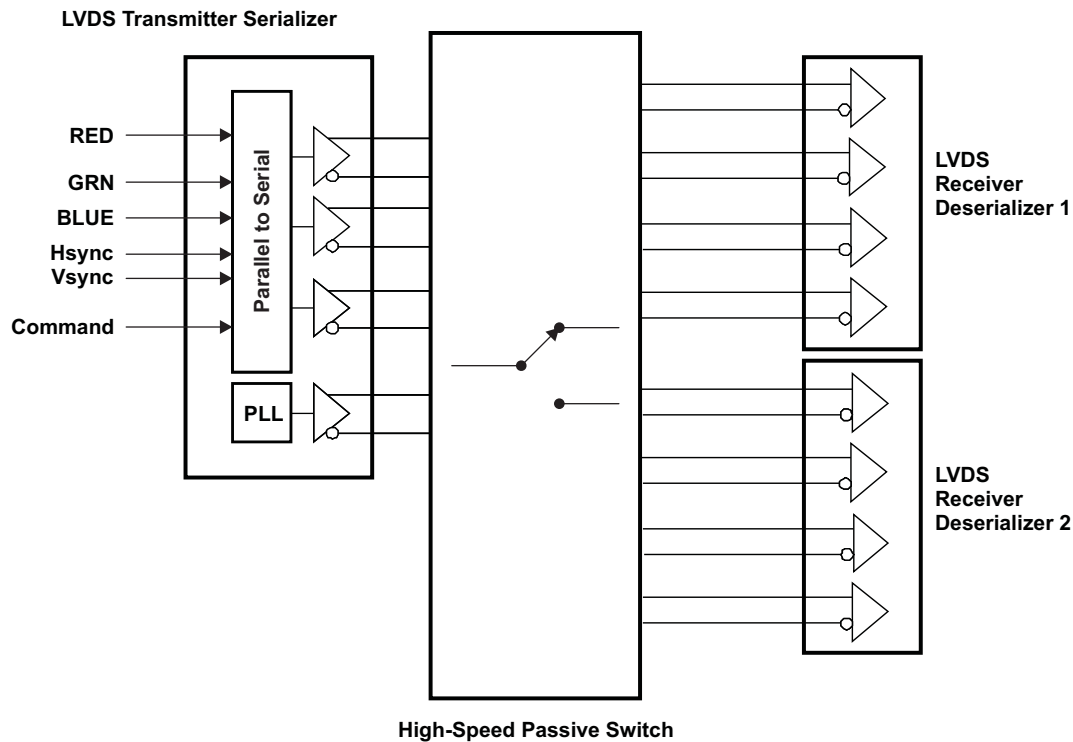 LVDS Transmitter Serializer
RED
GRN
BLUE
Hsync
Vsync
Command
Parallel to Serial
PLL
LVDS
Receiver
Deserializer 1
LVDS
Receiver
Deserializer 2
High-Speed Passive Switch